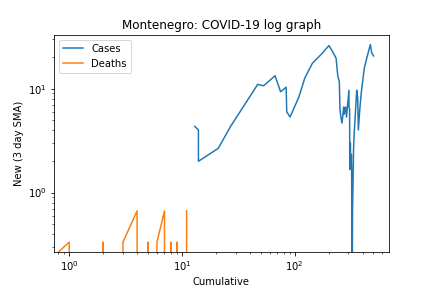 Montenegro: COVID-19 log graph
Cases
Deaths
New (3 day SMA)
10¹
10⁰
10⁰ 10¹ 10²
Cumulative